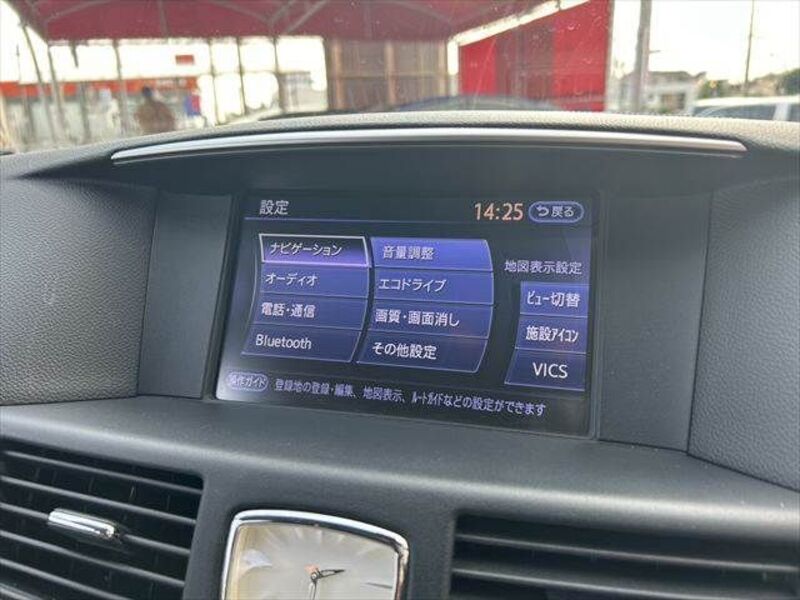 設定
14:25
戻る
ナビゲーション
音量調整
オーディオ
エコドライブ
電話・通信
画質・画面消し
Bluetooth
その他設定
地図表示設定
ビュー切替
施設アイコン
VICS
操作ガイド 登録地の登録・編集、地図表示、ルートガイドなどの設定ができます